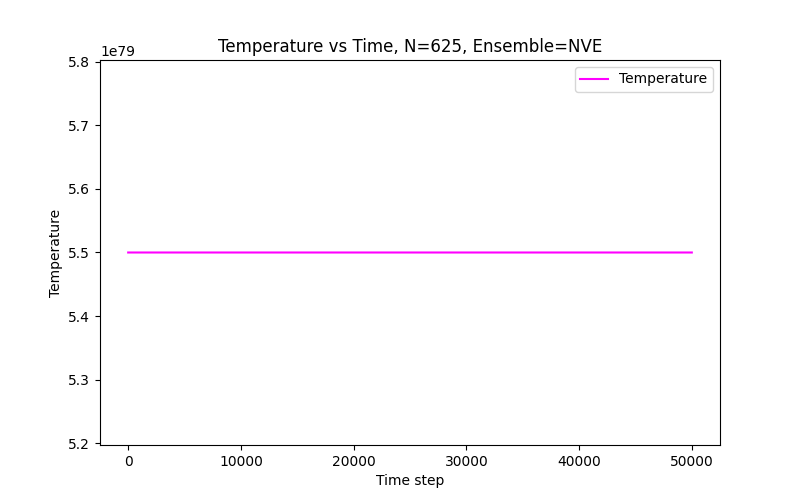 Temperature vs Time, N=625, Ensemble=NVE
1e79
Temperature
5.8
5.7
5.6
5.5
5.4
5.3
5.2
Temperature
0 10000 20000 30000 40000 50000
Time step